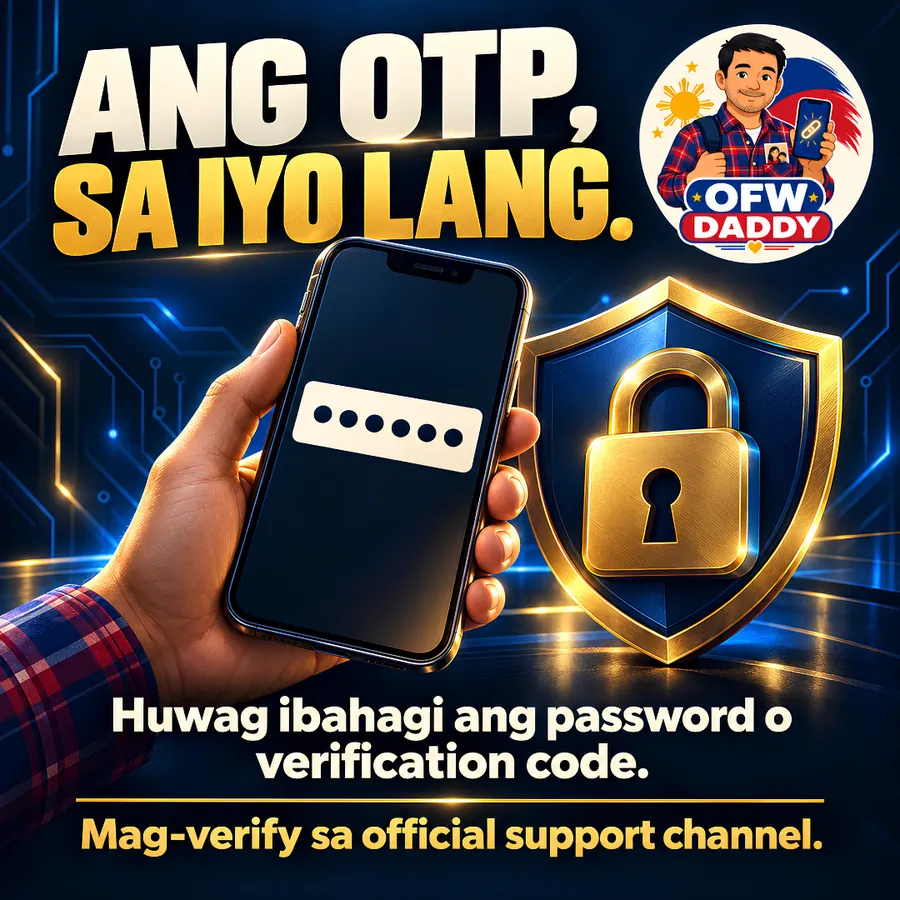 ANG OTP,
SA IYO LANG.
OFW
DADDY
Huwag ibahagi ang password o
verification code.
Mag-verify sa official support channel.